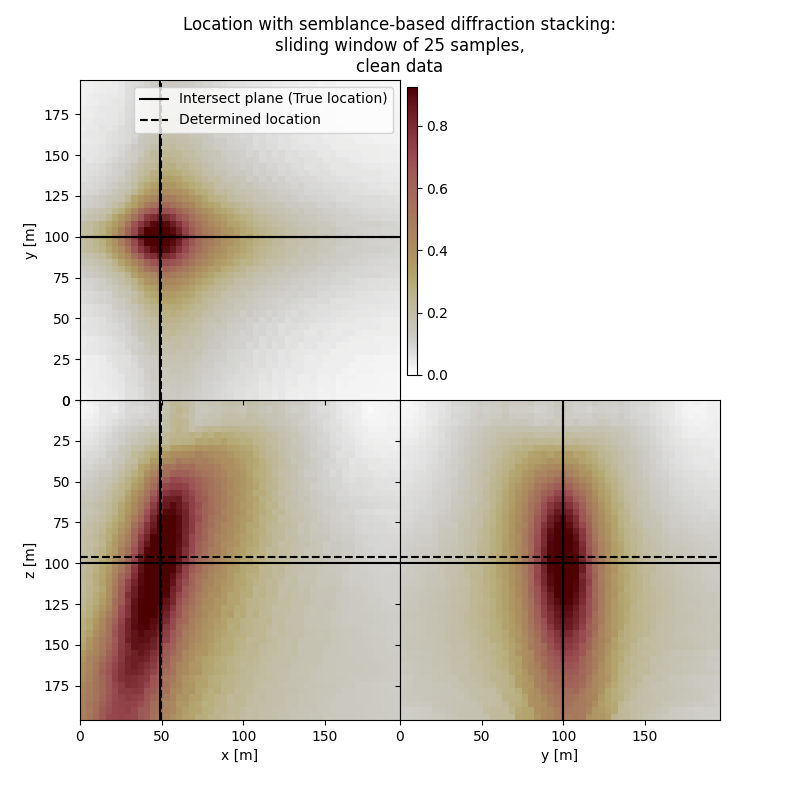 Location with semblance-based diffraction stacking:
sliding window of 25 samples,
clean data
Intersect plane (True location)
Determined location
175
150
125
100
75
50
25
0
y [m]
0.8
0.6
0.4
0.2
0.0
0
25
50
75
100
125
150
175
z [m]
0 50 100 150
x [m]
0 50 100 150
y [m]